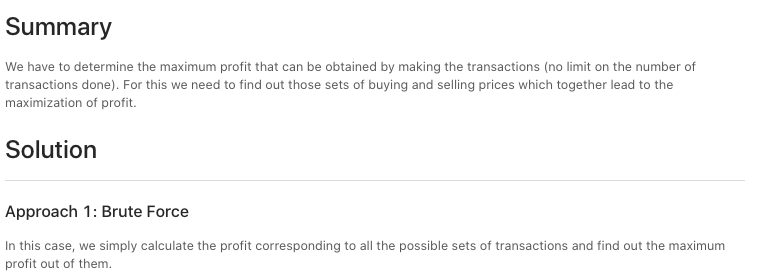 Summary
We have to determine the maximum profit that can be obtained by making the transactions (no limit on the number of
transactions done). For this we need to find out those sets of buying and selling prices which together lead to the
maximization of profit.
Solution
Approach 1: Brute Force
In this case, we simply calculate the profit corresponding to all the possible sets of transactions and find out the maximum
profit out of them.